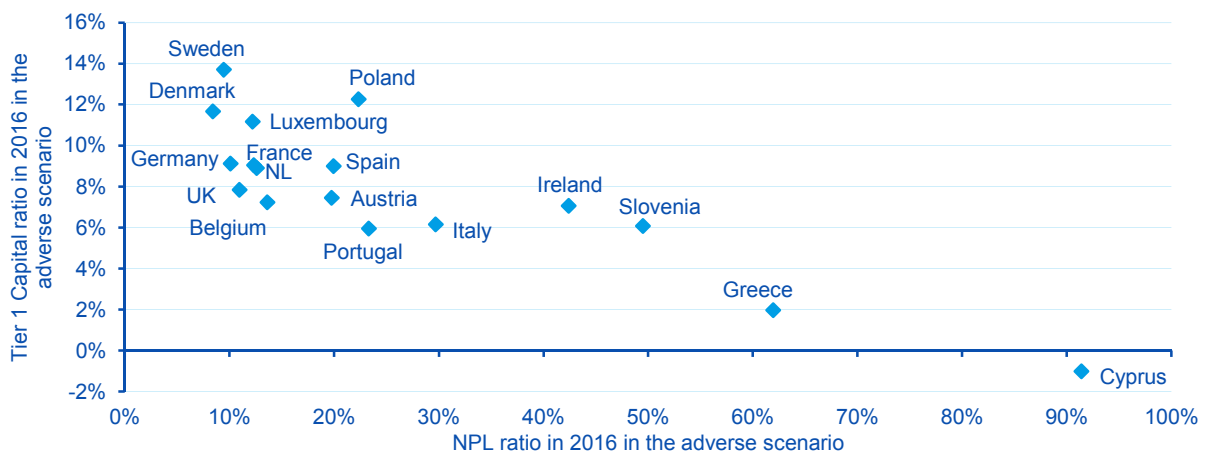 Tier 1 Capital ratio in 2016 in the
adverse scenario
16%
14%
12%
10%
8%
6%
4%
2%
0%
-2%
Sweden
Poland
Denmark
Luxembourg
France
Germany
NL
Spain
UK
Austria
Ireland
Slovenia
Belgium
Italy
Portugal
Greece
Cyprus
0% 10% 20% 30% 40% 50% 60% 70% 80% 90% 100%
NPL ratio in 2016 in the adverse scenario